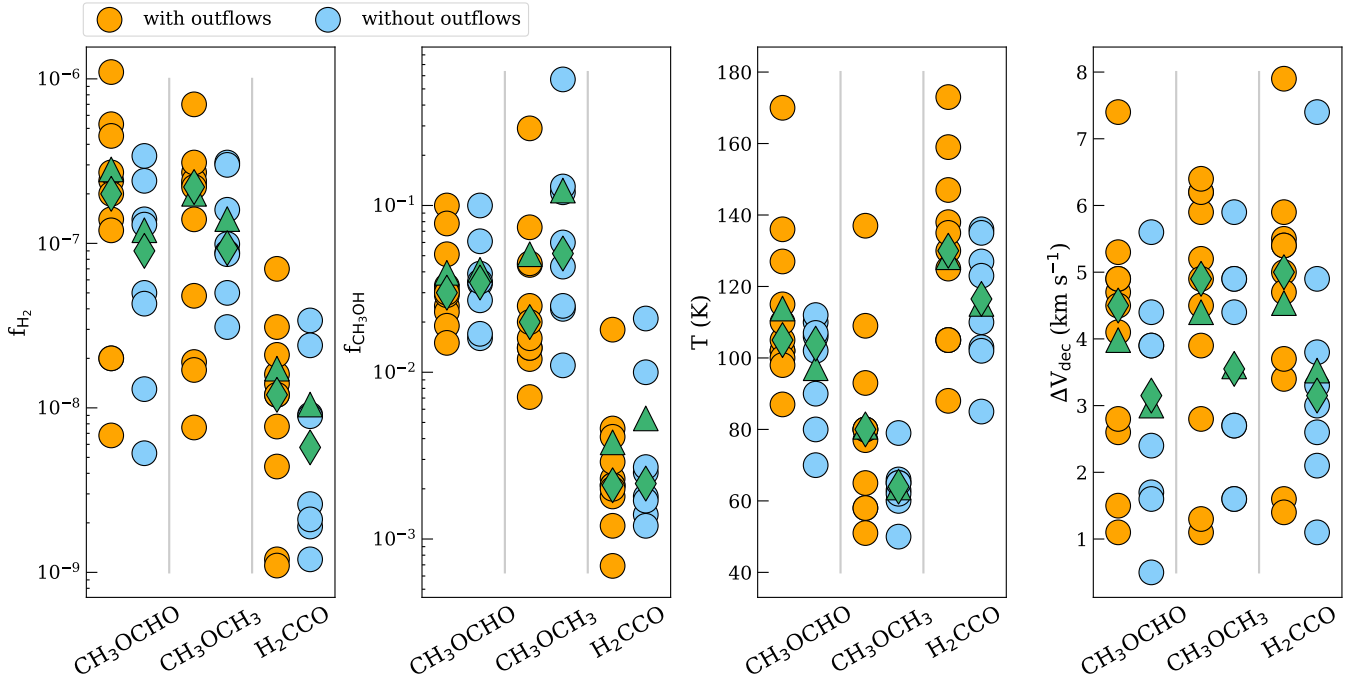 with outflows
without outflows
f_H₂
10⁻⁶
10⁻⁷
10⁻⁸
10⁻⁹
CH₃OCHO
CH₃OCH₃
H₂CCO
f_CH₃OH
10⁻¹
10⁻²
10⁻³
CH₃OCHO
CH₃OCH₃
H₂CCO
T (K)
180
160
140
120
100
80
60
40
CH₃OCHO
CH₃OCH₃
H₂CCO
ΔV_dec (km s⁻¹)
8
7
6
5
4
3
2
1
CH₃OCHO
CH₃OCH₃
H₂CCO